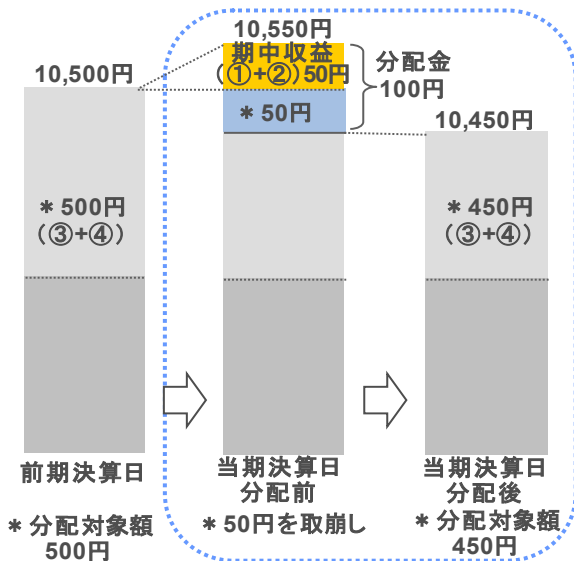 10,500円
＊500円
（③+④）
前期決算日
＊分配対象額
500円
10,550円
期中収益
（①+②）50円
＊50円
分配金
100円
当期決算日
分配前
＊50円を取崩し
10,450円
＊450円
（③+④）
当期決算日
分配後
＊分配対象額
450円